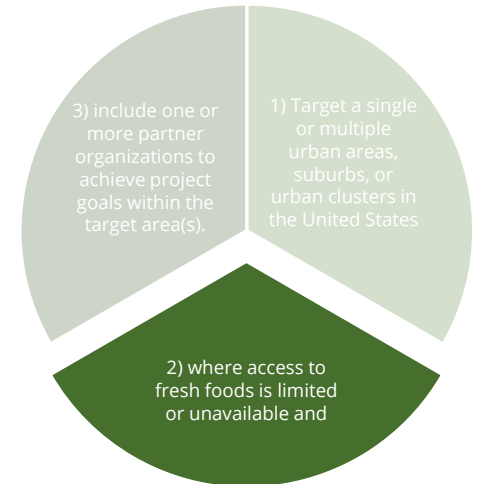 1) Target a single
or multiple
urban areas,
suburbs, or
urban clusters in
the United States
2) where access to
fresh foods is limited
or unavailable and
3) include one or
more partner
organizations to
achieve project
goals within the
target area(s).